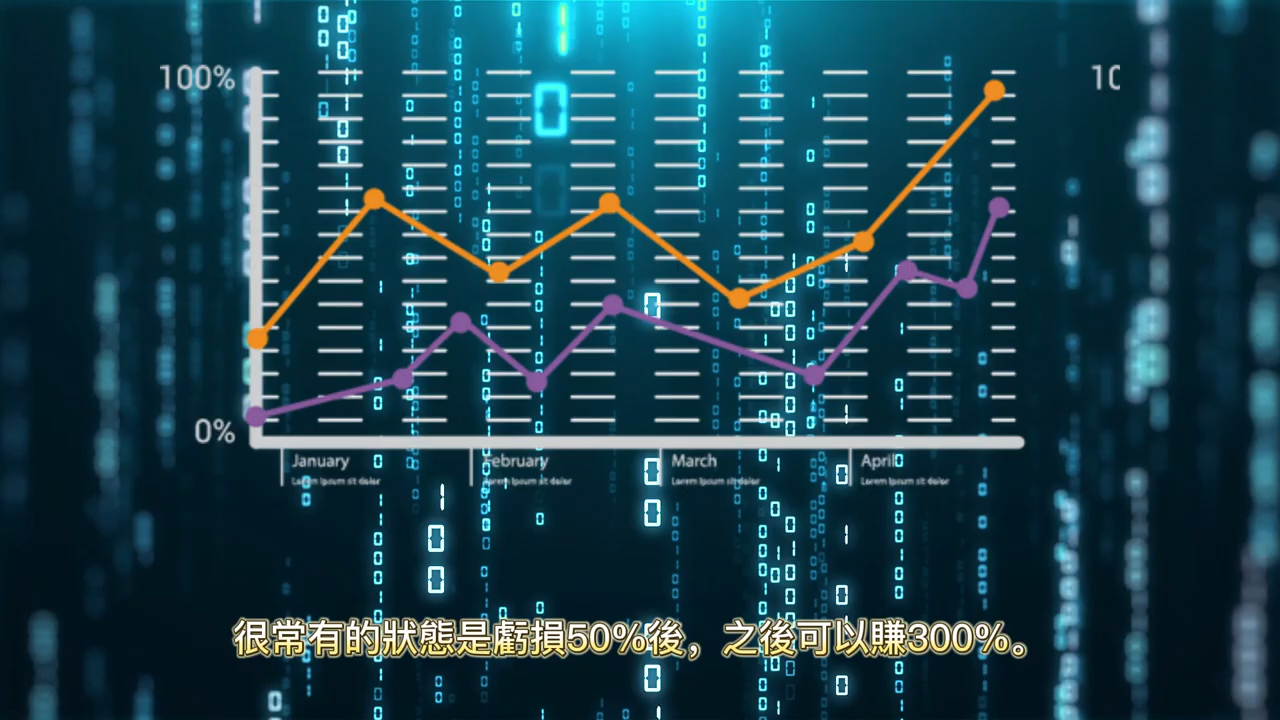 100%
10
0%
January
February
March
April
Lorem Ipsum sit dolor
Lorem Ipsum sit dolor
Lorem Ipsum sit dolor
Lorem Ipsum sit dolor
很常有的狀態是虧損50%後，之後可以賺300%。